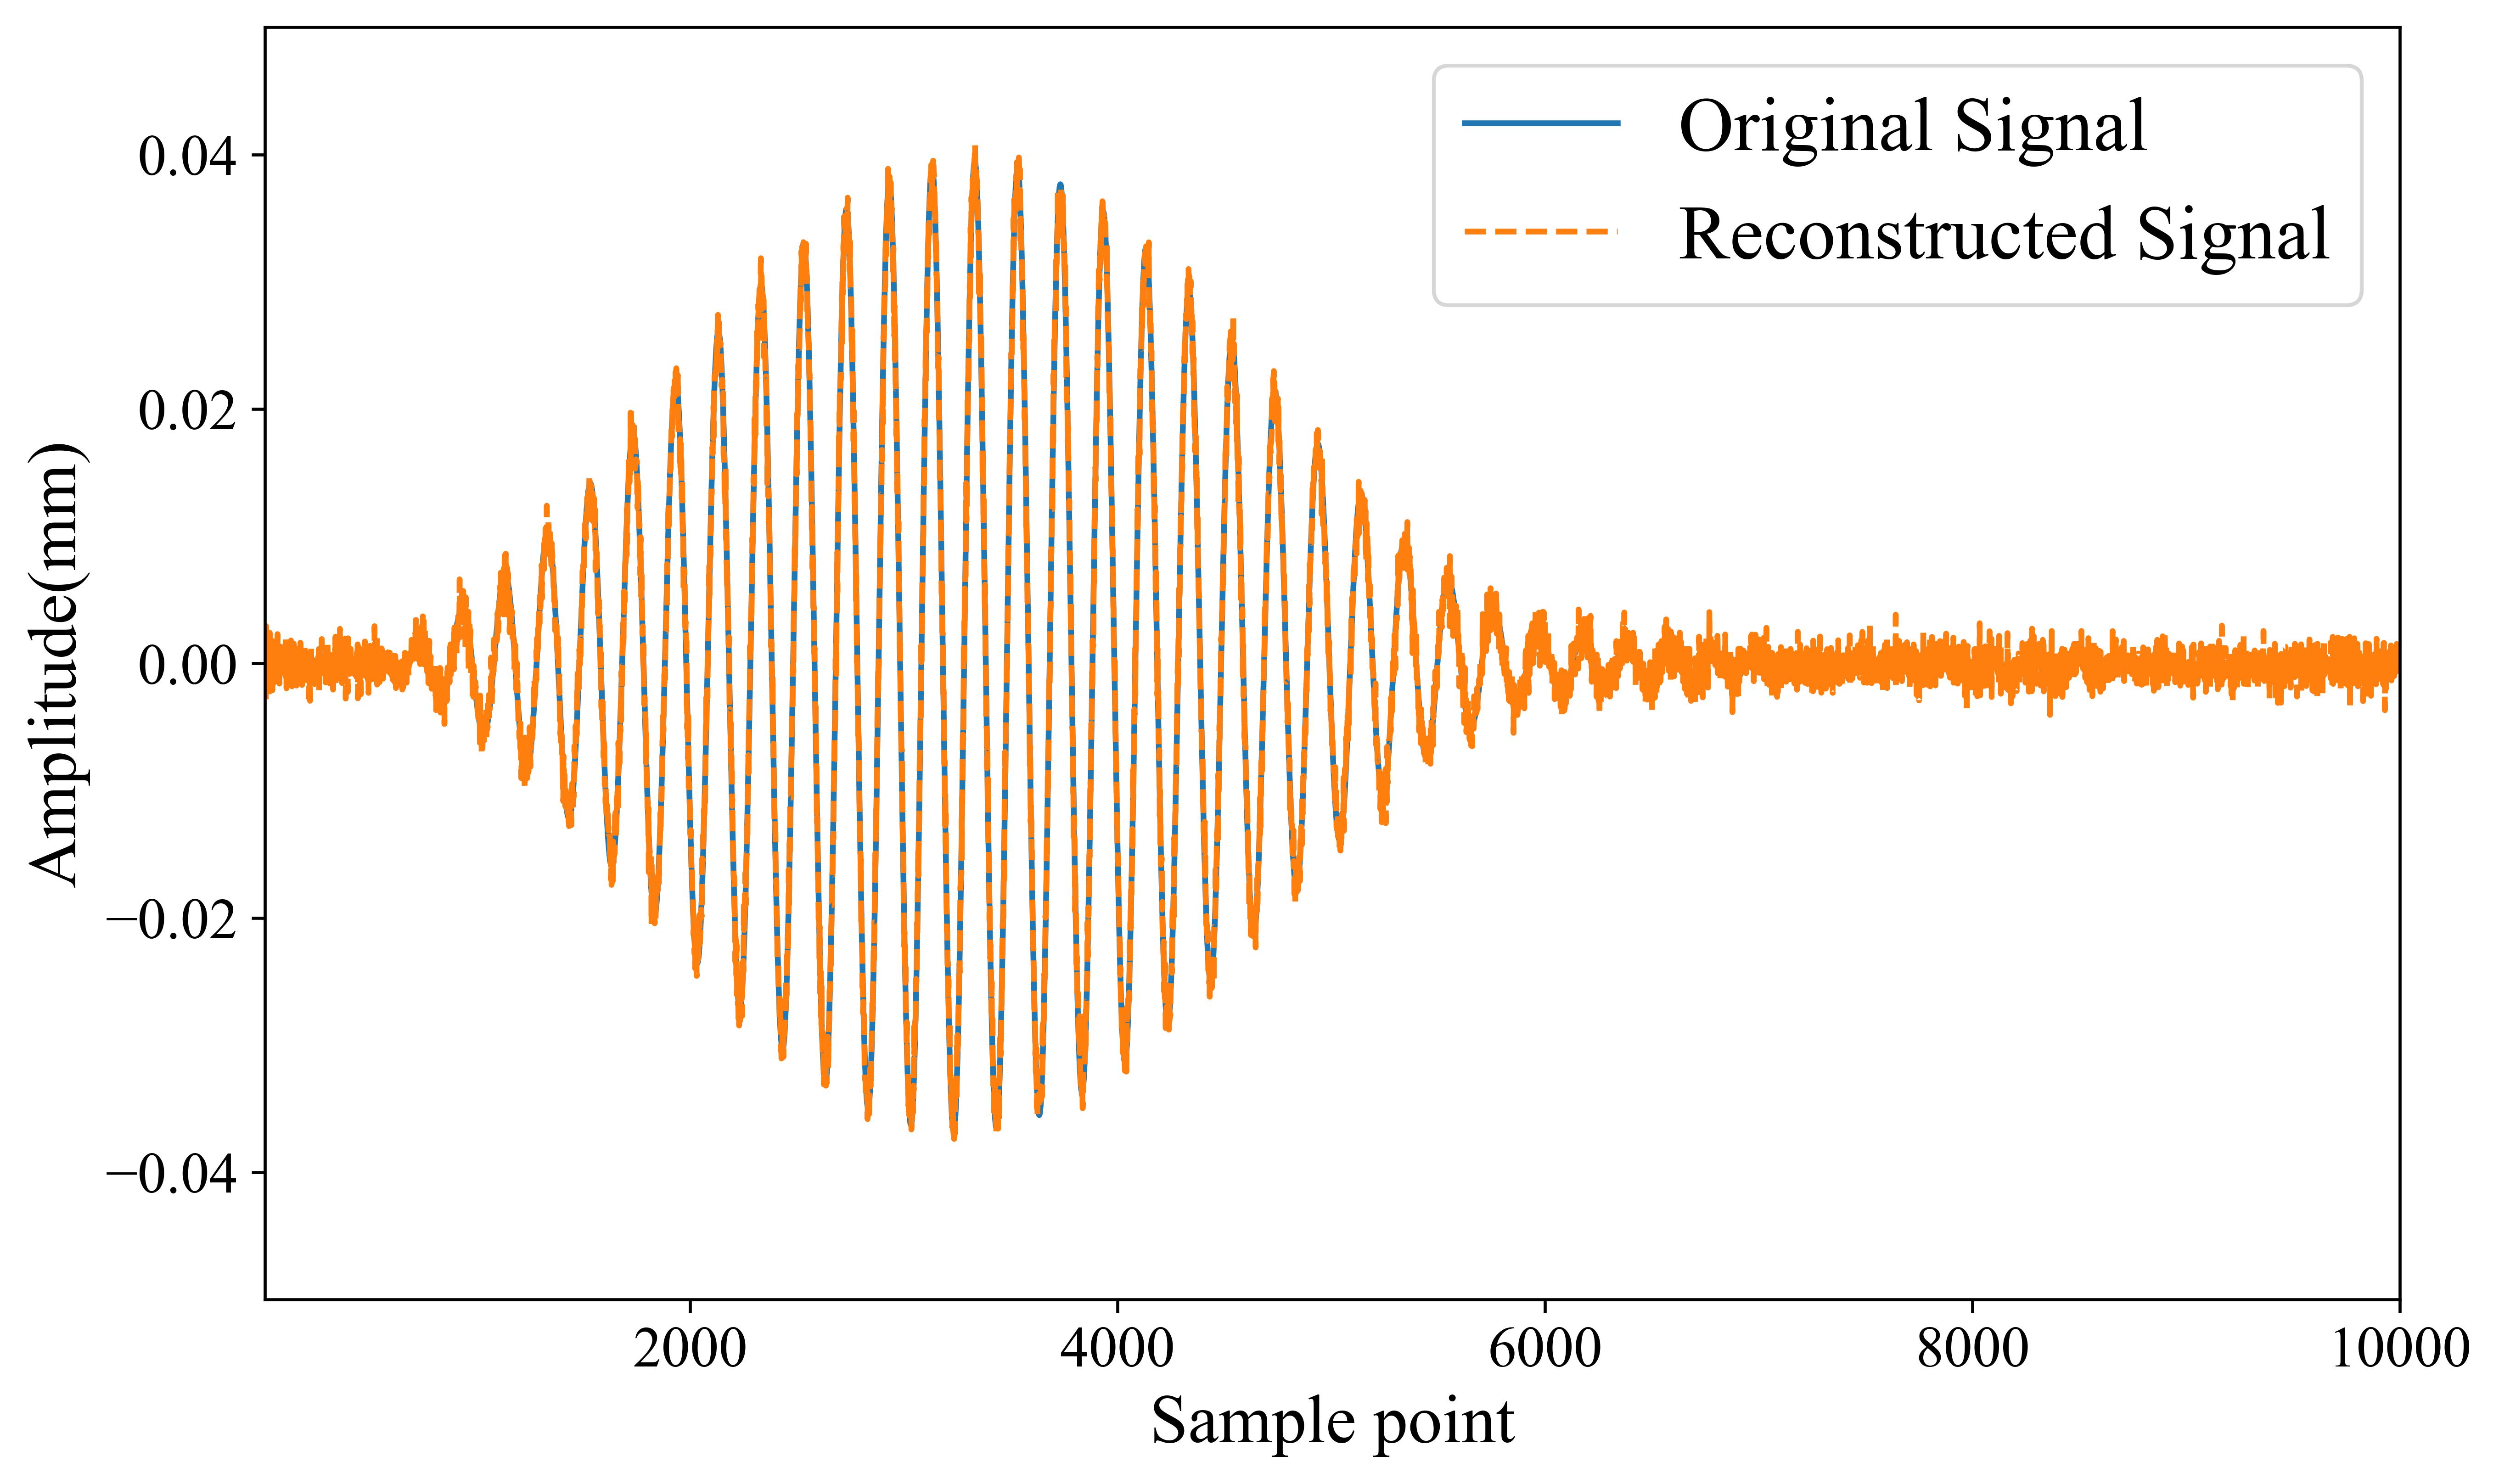 Original Signal
Reconstructed Signal
Amplitude(mm)
0.04
0.02
0.00
−0.02
−0.04
2000 4000 6000 8000 10000
Sample point